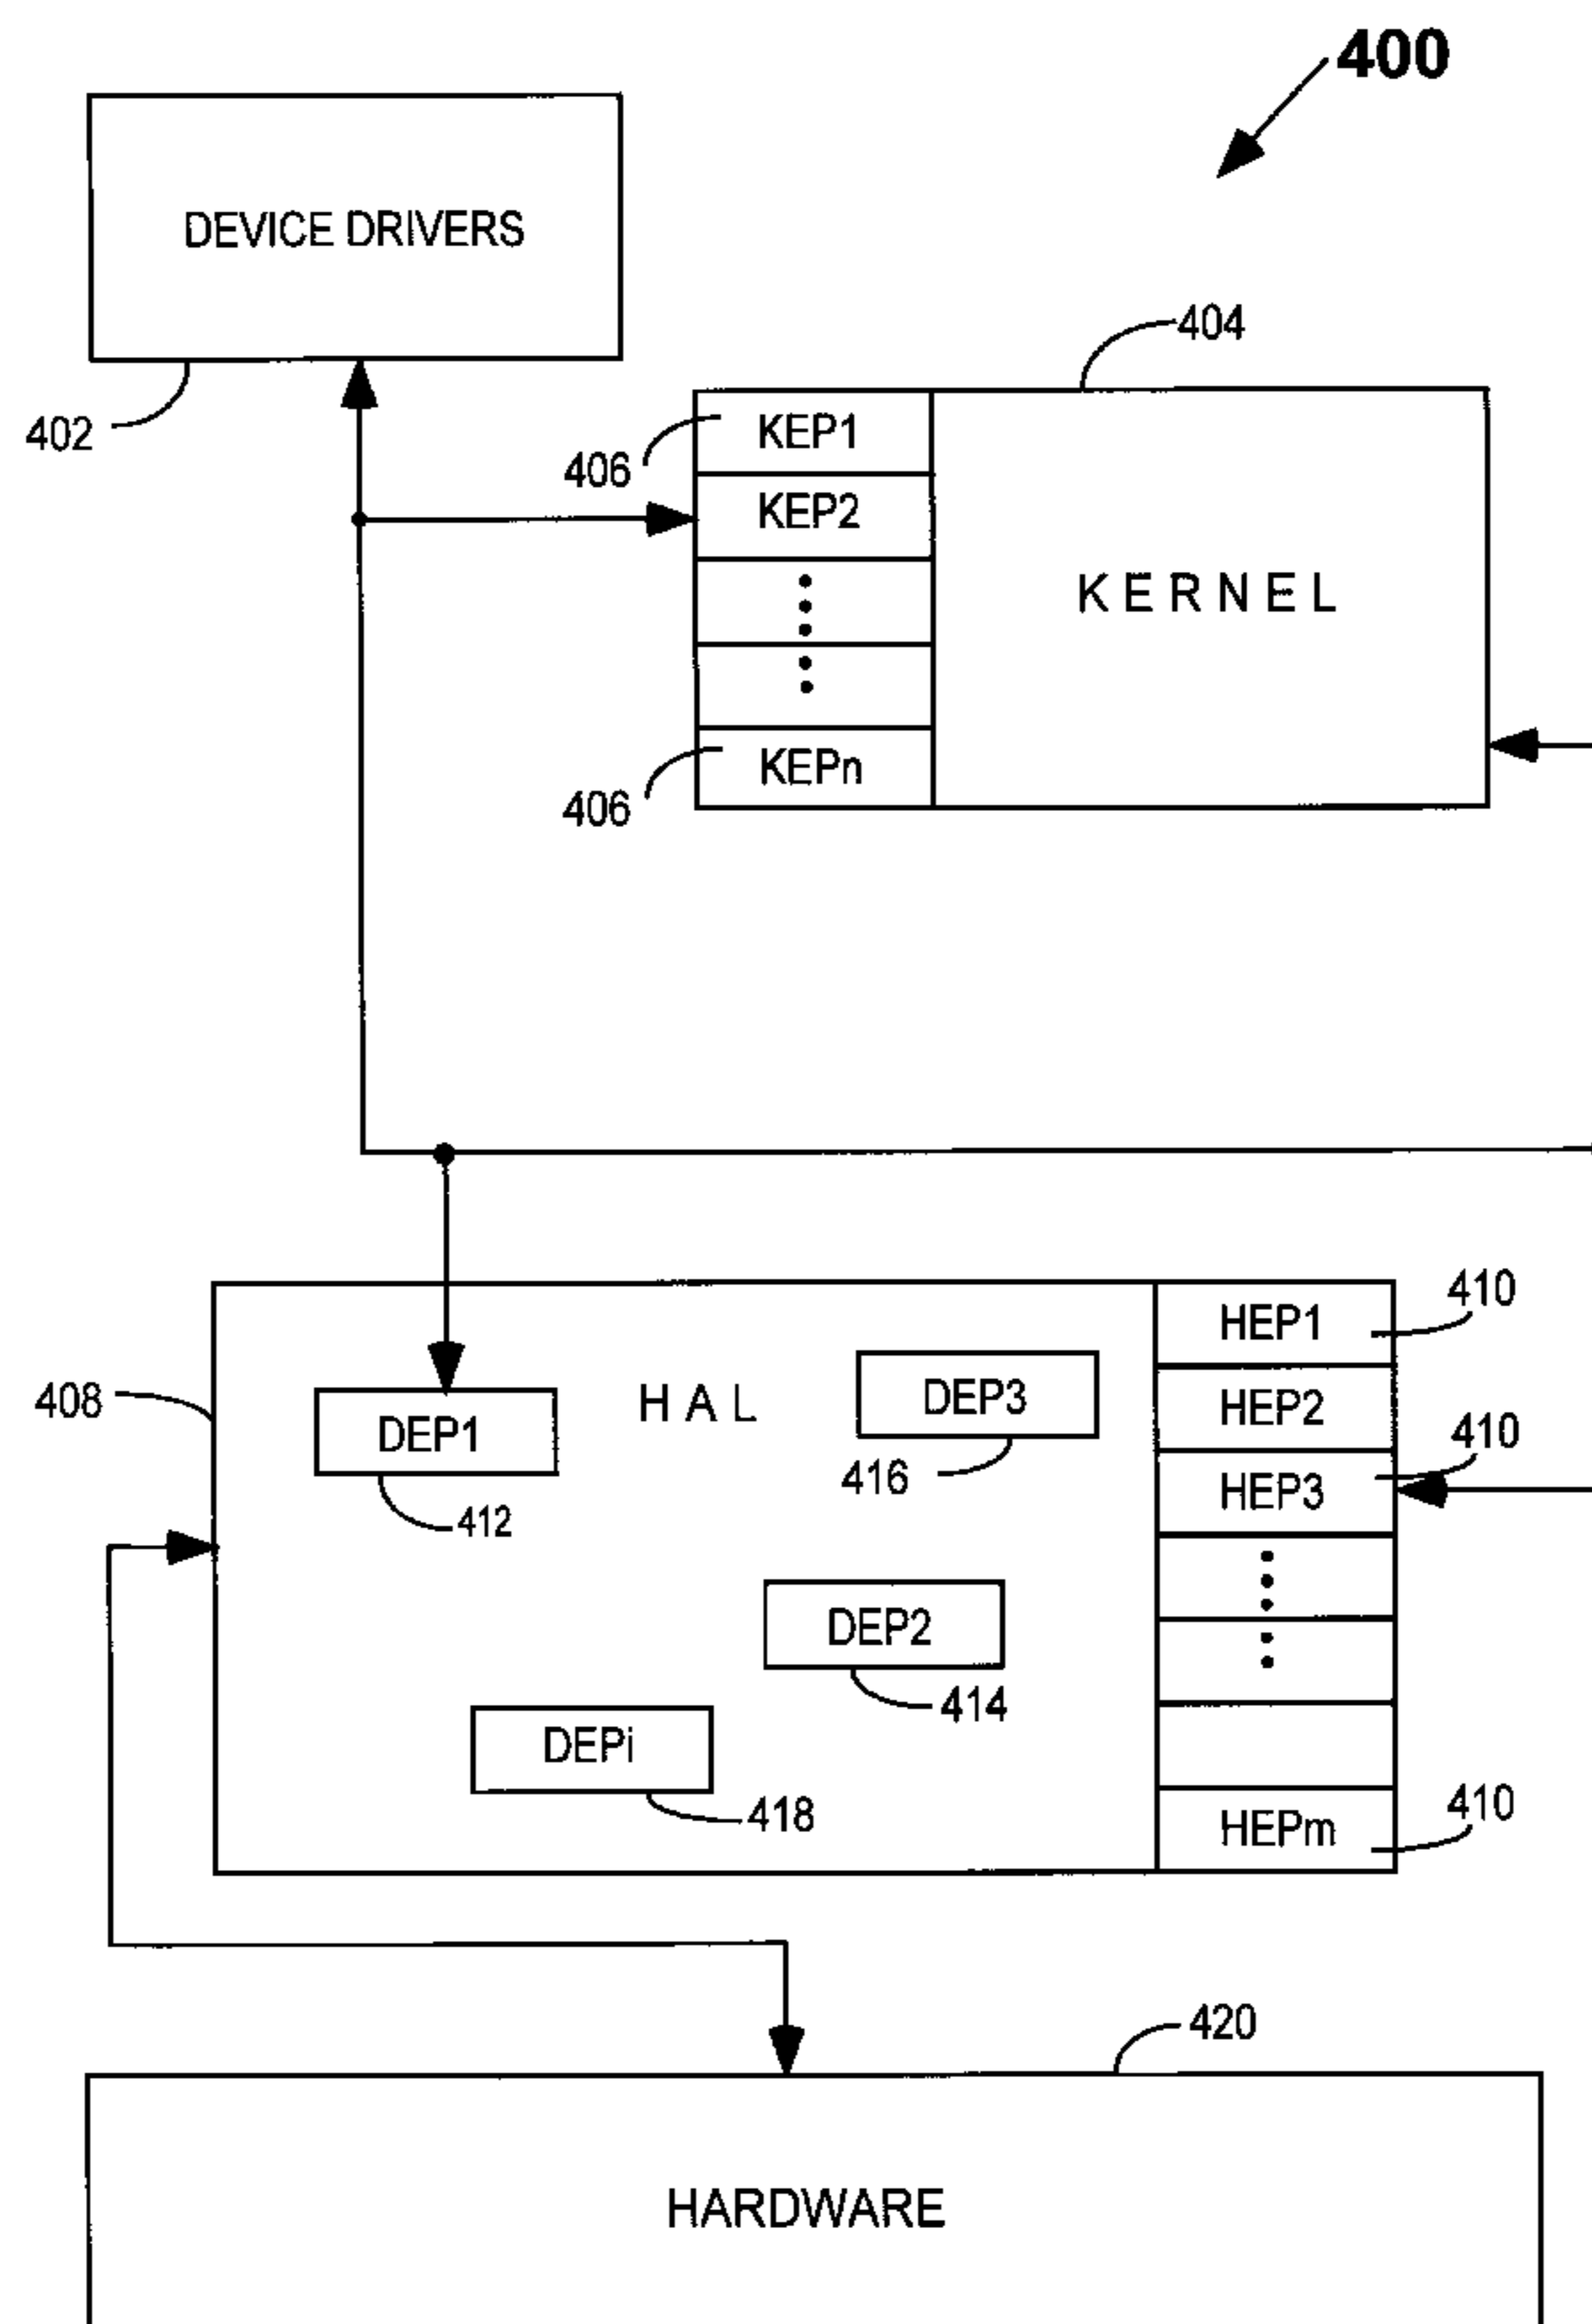 400
DEVICE DRIVERS
402
404
KEP1
406
KEP2
KERNEL
KEPn
406
HEP1
410
408
DEP1
HAL
DEP3
HEP2
410
412
416
HEP3
DEP2
414
DEPi
418
HEPm
410
420
HARDWARE